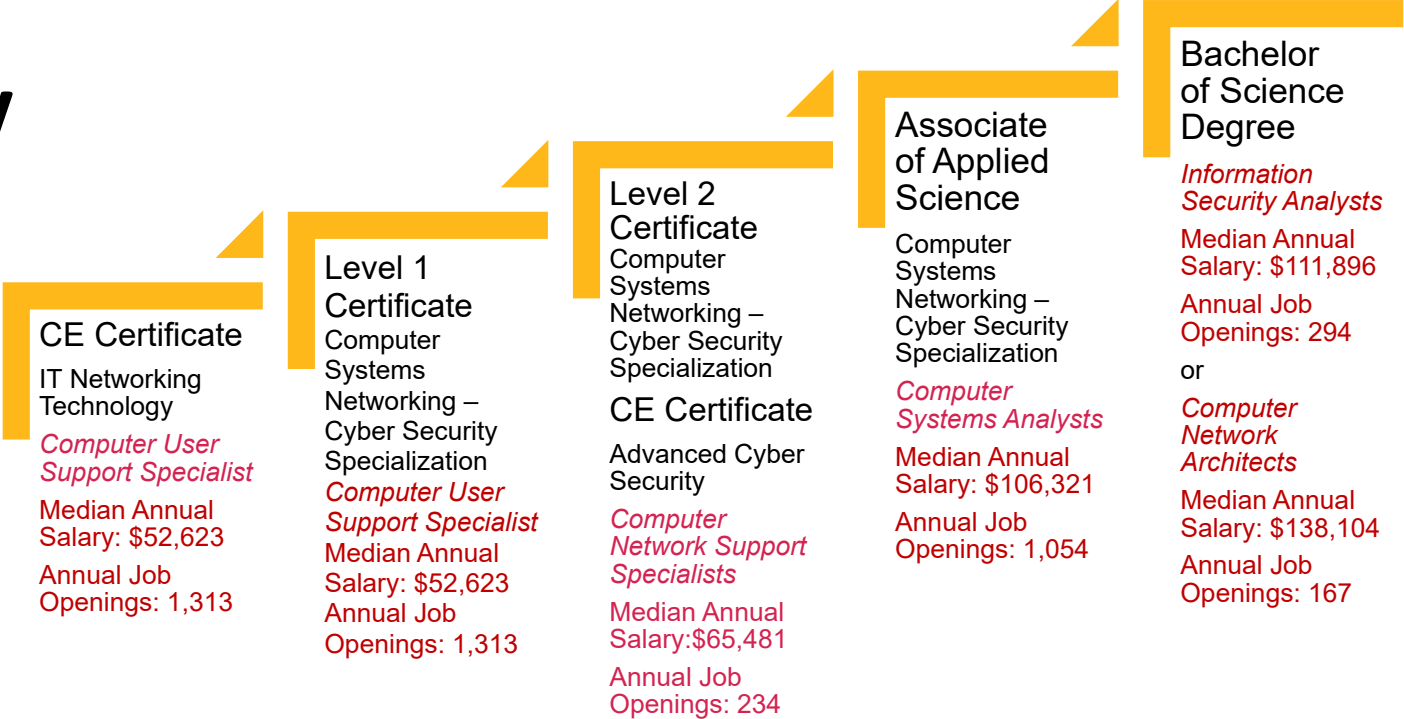 CE Certificate
IT Networking
Technology
Computer User
Support Specialist
Median Annual
Salary: $52,623
Annual Job
Openings: 1,313
Level 1
Certificate
Computer
Systems
Networking –
Cyber Security
Specialization
Computer User
Support Specialist
Median Annual
Salary: $52,623
Annual Job
Openings: 1,313
Level 2
Certificate
Computer
Systems
Networking –
Cyber Security
Specialization
CE Certificate
Advanced Cyber
Security
Computer
Network Support
Specialists
Median Annual
Salary:$65,481
Annual Job
Openings: 234
Associate
of Applied
Science
Computer
Systems
Networking –
Cyber Security
Specialization
Computer
Systems Analysts
Median Annual
Salary: $106,321
Annual Job
Openings: 1,054
Bachelor
of Science
Degree
Information
Security Analysts
Median Annual
Salary: $111,896
Annual Job
Openings: 294
or
Computer
Network
Architects
Median Annual
Salary: $138,104
Annual Job
Openings: 167